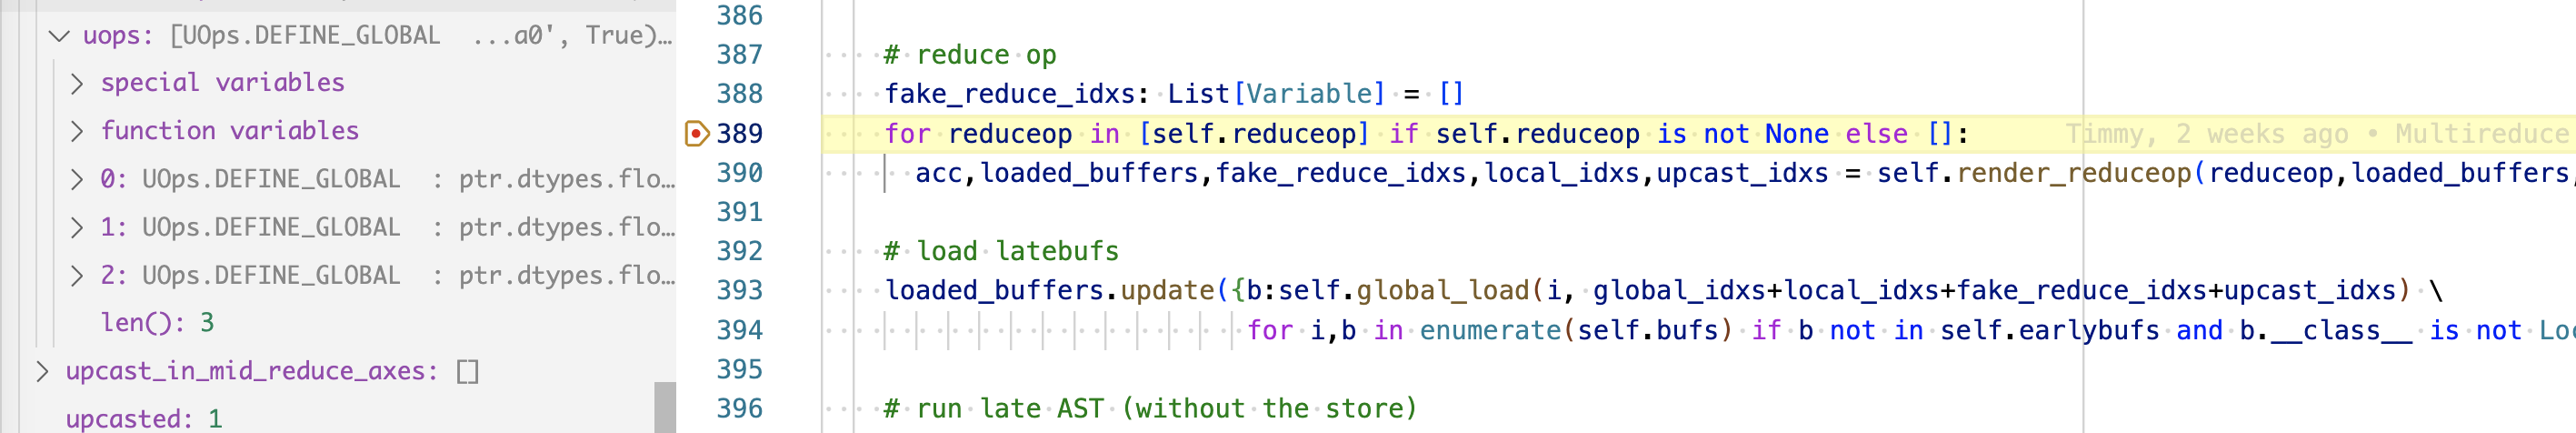 uops: [UOps.DEFINE_GLOBAL ...a0', True)…
special variables
function variables
0: UOps.DEFINE_GLOBAL : ptr.dtypes.flo…
1: UOps.DEFINE_GLOBAL : ptr.dtypes.flo…
2: UOps.DEFINE_GLOBAL : ptr.dtypes.flo…
len(): 3
upcast_in_mid_reduce_axes: []
upcasted: 1
386
387 # reduce op
388 fake_reduce_idxs: List[Variable] = []
389 for reduceop in [self.reduceop] if self.reduceop is not None else []: Timmy, 2 weeks ago • Multireduce
390 acc,loaded_buffers,fake_reduce_idxs,local_idxs,upcast_idxs = self.render_reduceop(reduceop,loaded_buffers,
391
392 # load latebufs
393 loaded_buffers.update({b:self.global_load(i, global_idxs+local_idxs+fake_reduce_idxs+upcast_idxs) \
394 for i,b in enumerate(self.bufs) if b not in self.earlybufs and b.__class__ is not Lo
395
396 # run late AST (without the store)